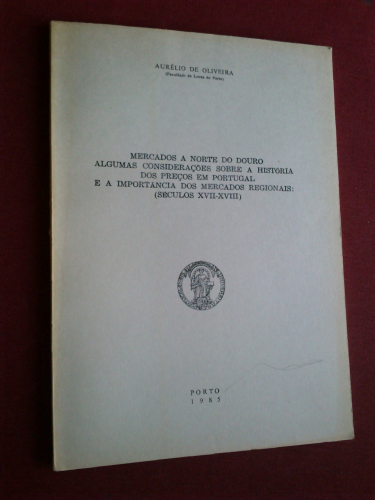 AURÉLIO DE OLIVEIRA
(Faculdade de Letras do Porto)
MERCADOS A NORTE DO DOURO
ALGUMAS CONSIDERAÇÕES SOBRE A HISTÓRIA
DOS PREÇOS EM PORTUGAL
E A IMPORTANCIA DOS MERCADOS REGIONAIS:
(SÉCULOS XVII-XVIII)
PORTO
1985